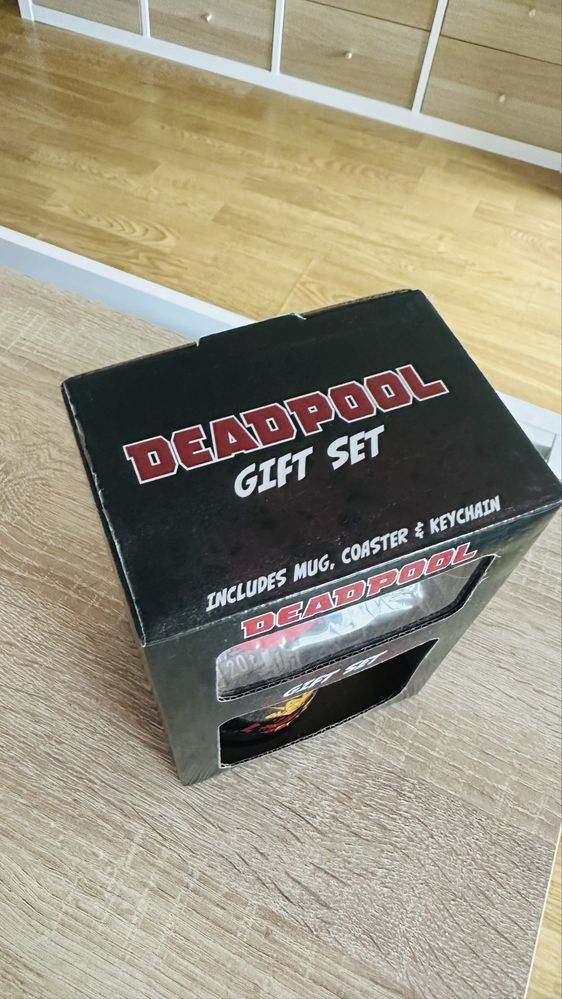 DEADPOOL
GIFT SET
INCLUDES MUG, COASTER & KEYCHAIN
DEADPOOL
GIFT SET